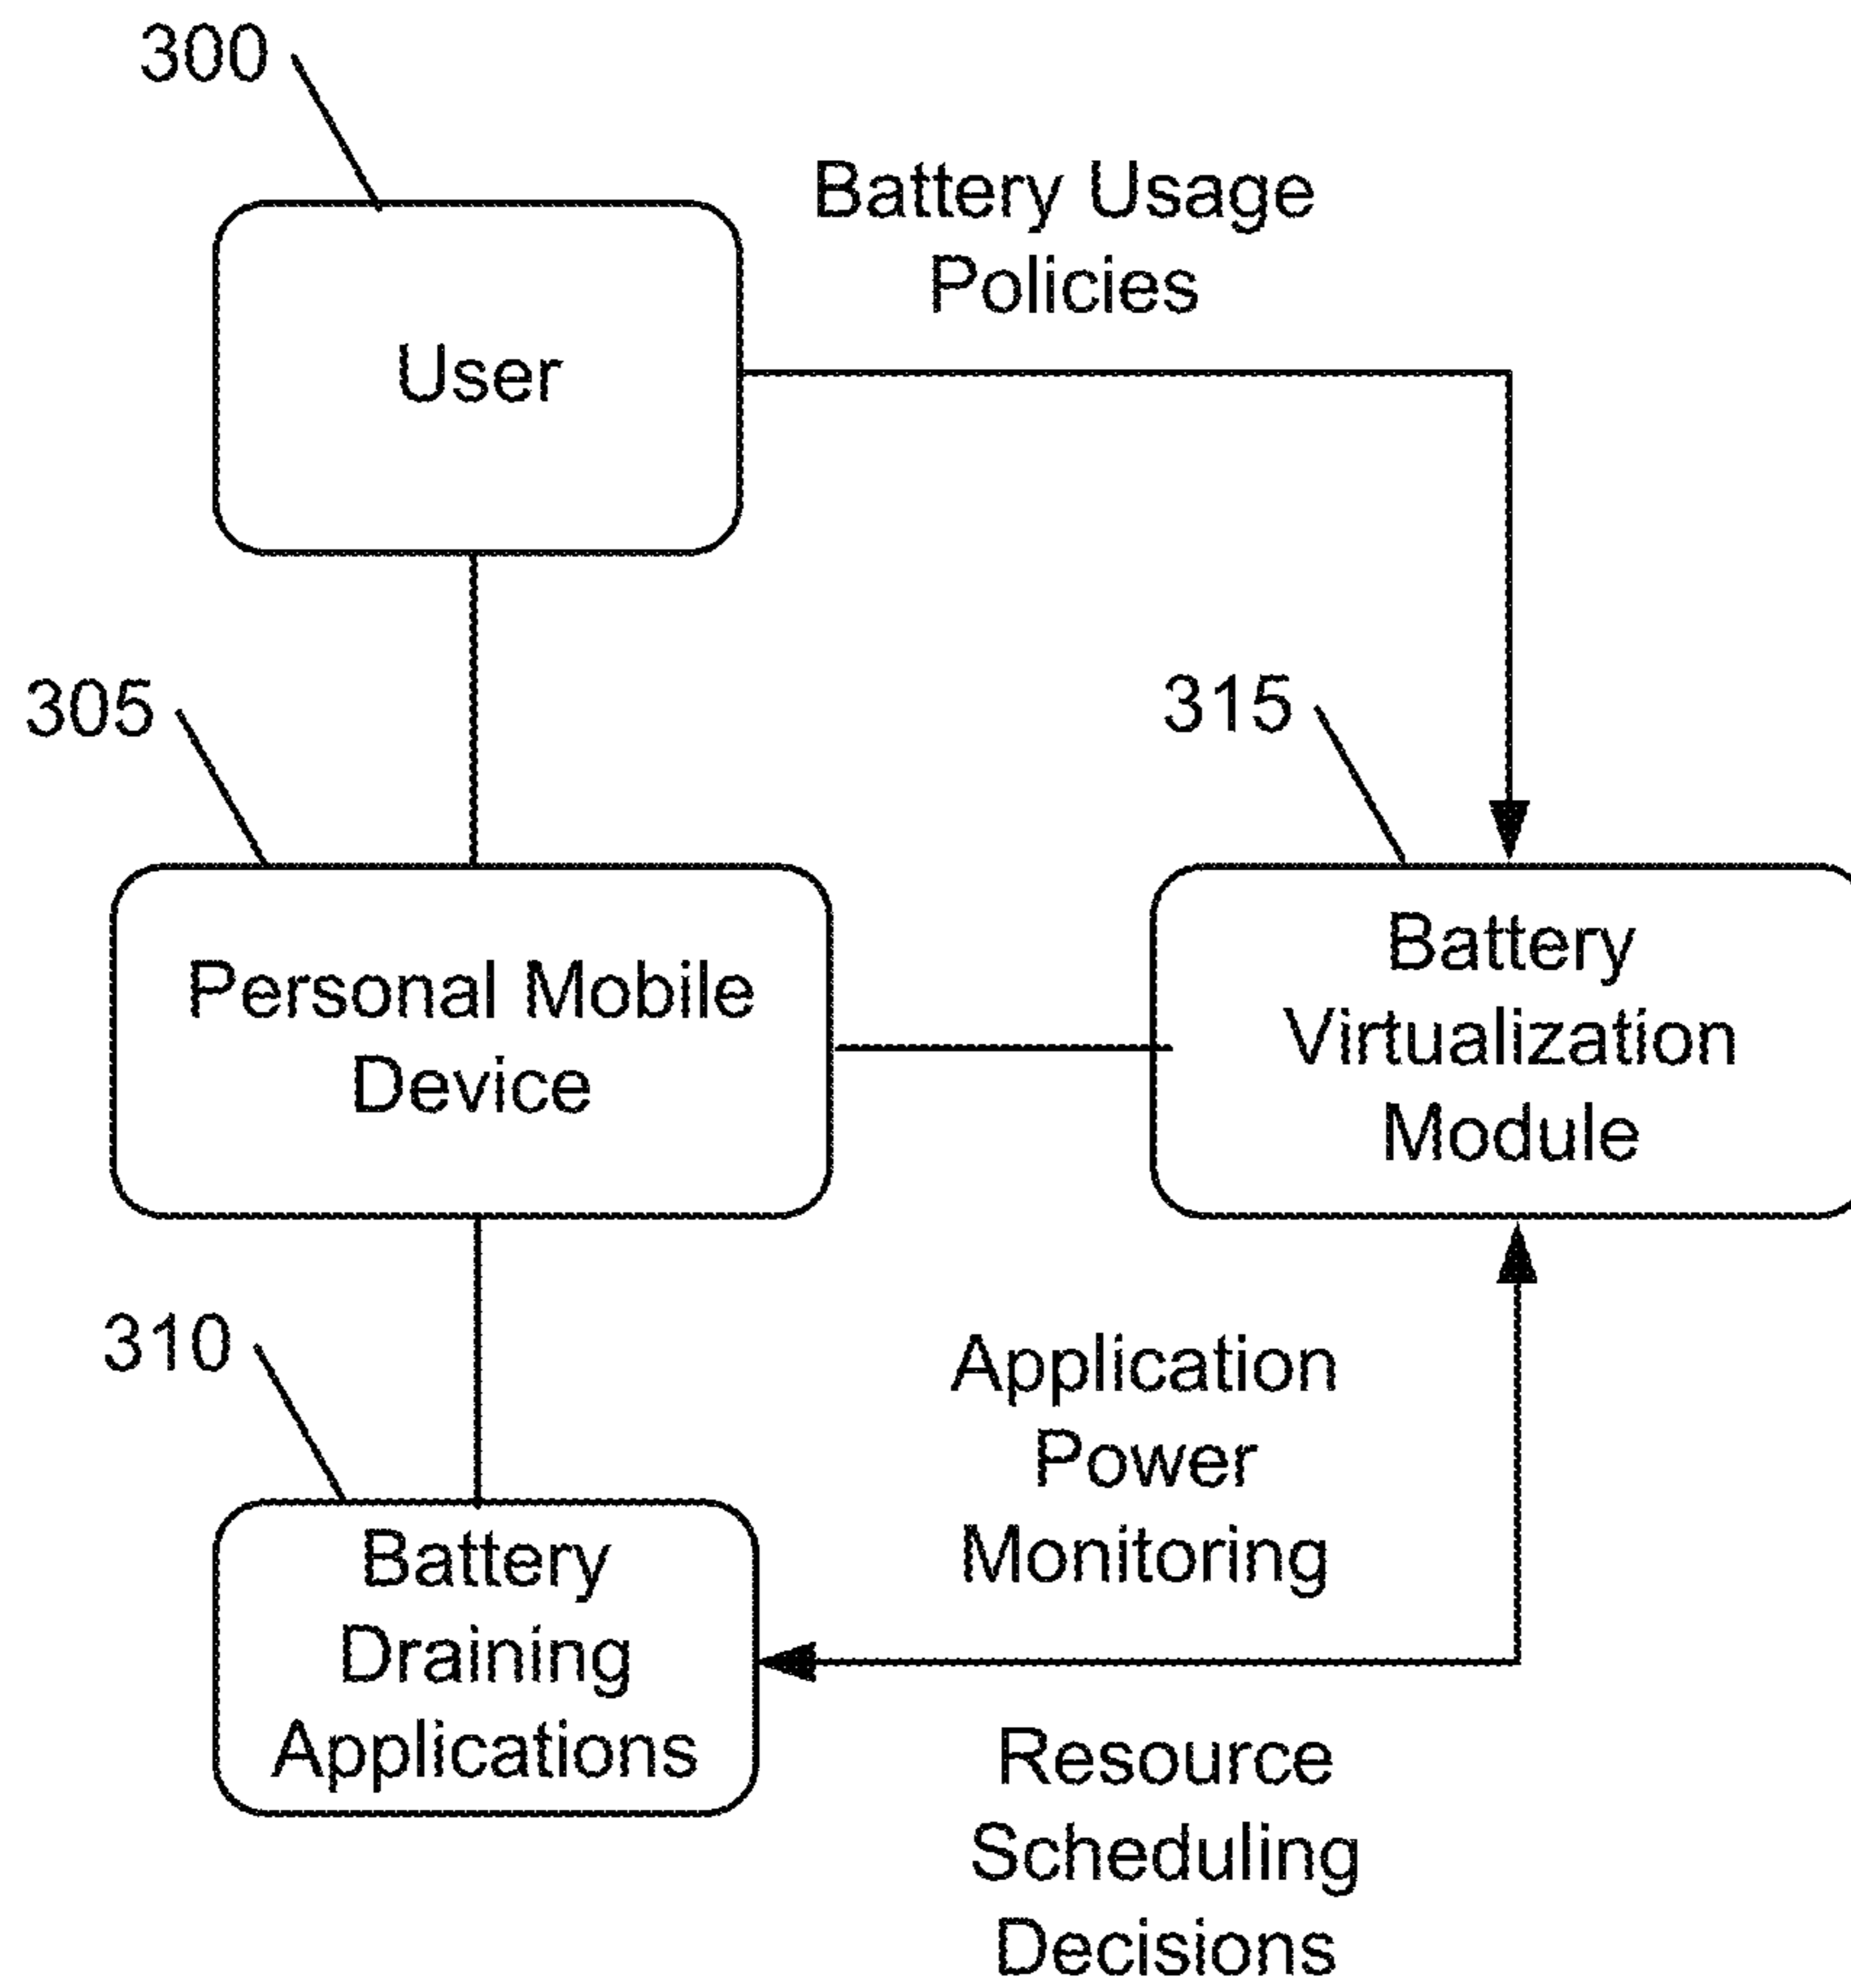 300
Battery Usage
Policies
User
305
315
Personal Mobile
Device
Battery
Virtualization
Module
310
Application
Power
Monitoring
Battery
Draining
Applications
Resource
Scheduling
Decisions